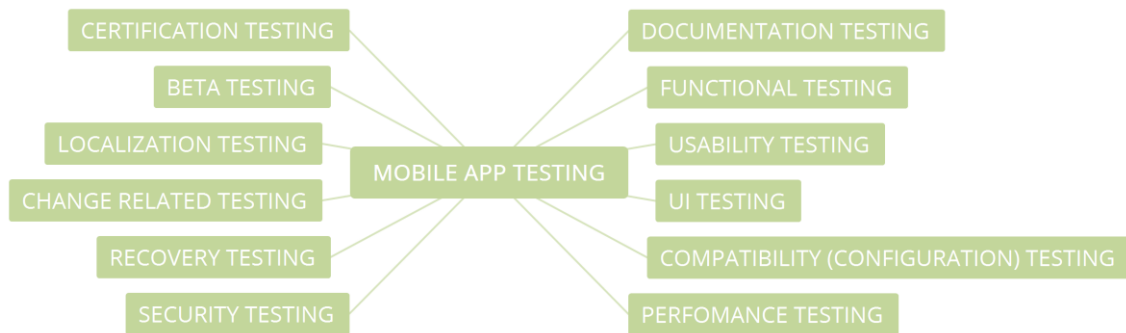 CERTIFICATION TESTING
BETA TESTING
LOCALIZATION TESTING
CHANGE RELATED TESTING
RECOVERY TESTING
SECURITY TESTING
MOBILE APP TESTING
DOCUMENTATION TESTING
FUNCTIONAL TESTING
USABILITY TESTING
UI TESTING
COMPATIBILITY (CONFIGURATION) TESTING
PERFOMANCE TESTING